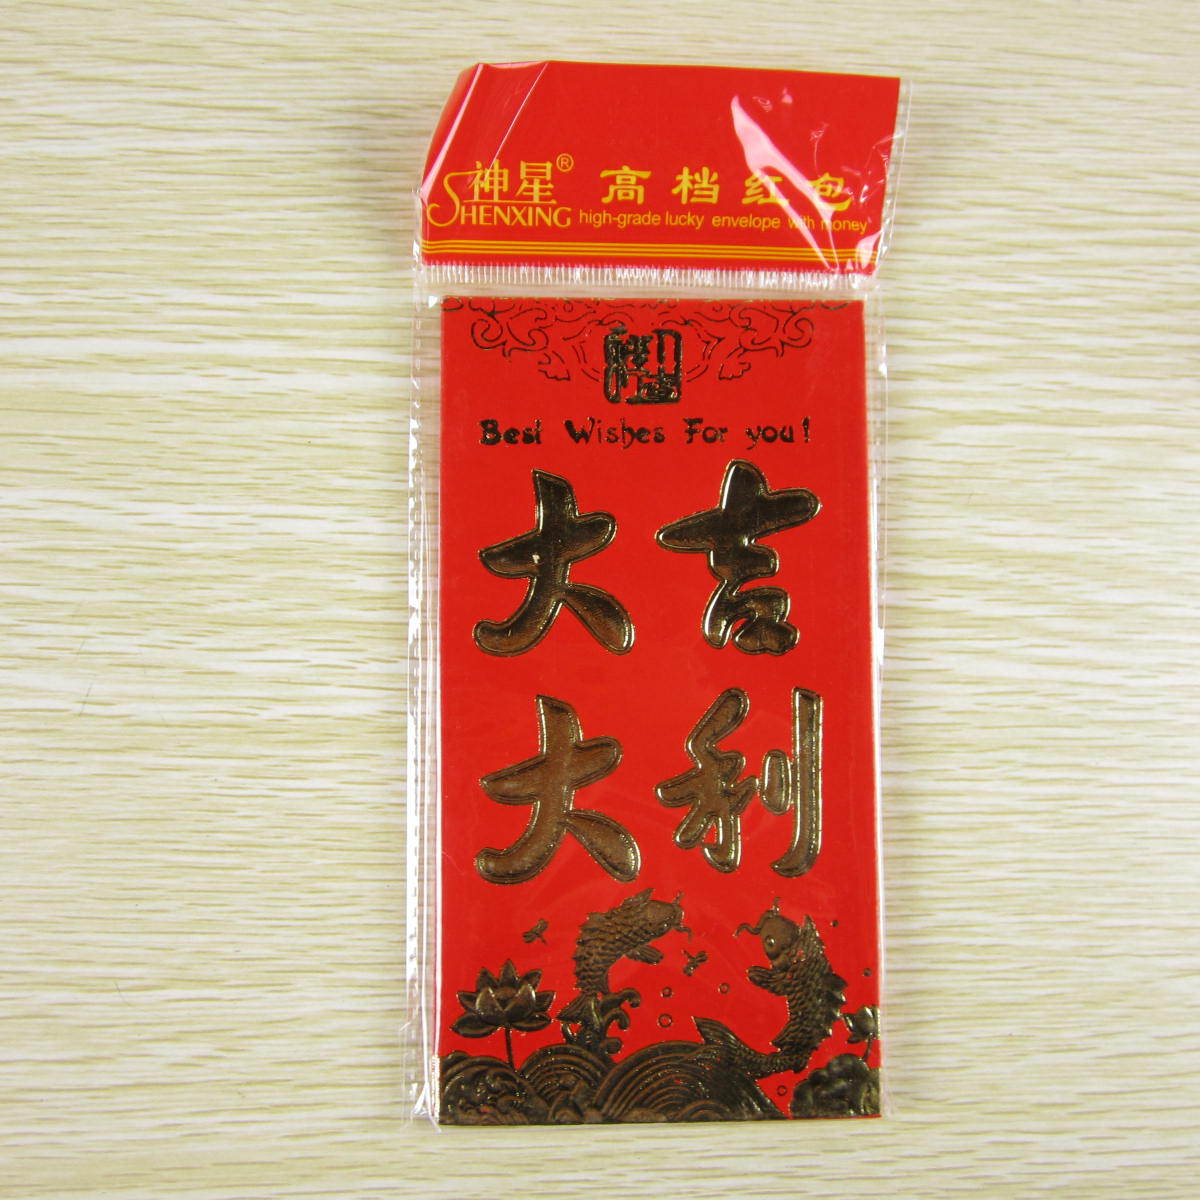 神星® 高档红包
SHENXING high-grade lucky envelope with money
Best Wishes For you!
大吉
大利